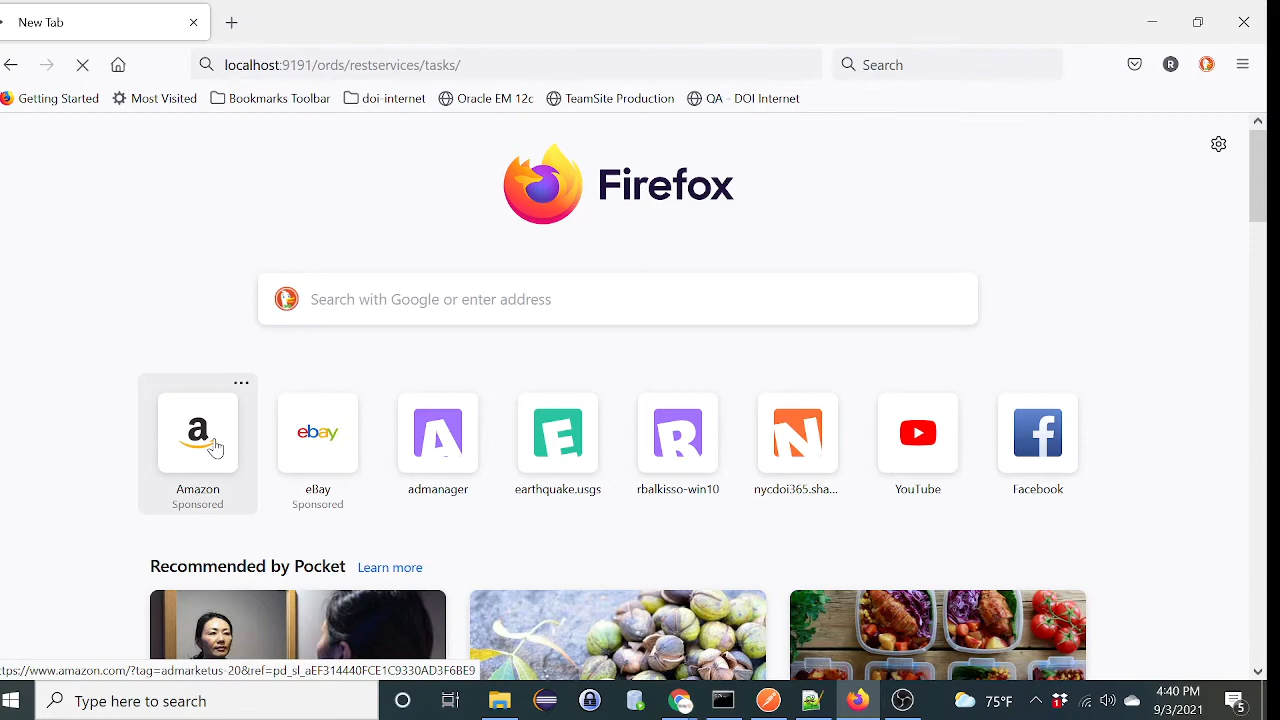 New Tab
localhost:9191/ords/restservices/tasks/
Search
R
Getting Started
Most Visited
Bookmarks Toolbar
doi-internet
Oracle EM 12c
TeamSite Production
QA - DOI Internet
Firefox
Search with Google or enter address
a
ebay
A
E
R
N
f
Amazon
Sponsored
eBay
Sponsored
admanager
earthquake.usgs
rbalkisso-win10
nycdoi365.sha...
YouTube
Facebook
Recommended by Pocket
Learn more
ttps://www.amazon.com/?tag=admarketus-20&ref=pd_sl_aEF314440FCE1C9330AD3F6BE9
Type here to search
75°F
4:40 PM
9/3/2021
5